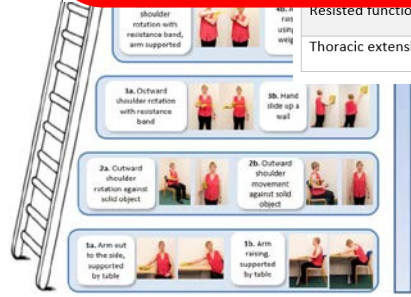 Resisted functio
Thoracic extens
shoulder
rotation with
resistance band,
arm supported
4b. A
rais
using
weig
3a. Outward
shoulder rotation
with resistance
band
3b. Hand
slide up a
wall
2a. Outward
shoulder
rotation against
solid object
2b. Outward
shoulder
movement
against solid
object
1a. Arm out
to the side,
supported
by table
1b. Arm
raising,
supported
by table